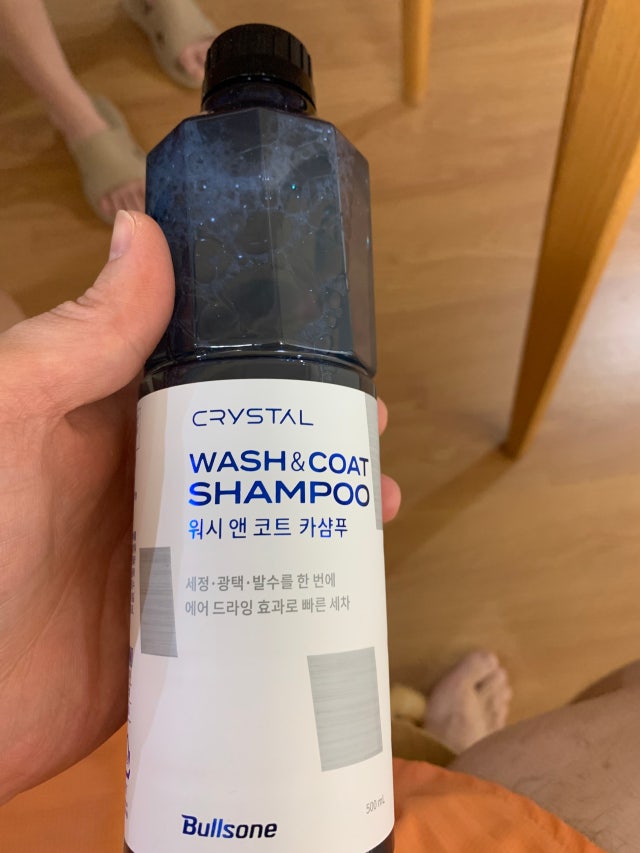 CRYSTAL
WASH & COAT
SHAMPOO
워시 앤 코트 카샴푸
세정·광택·발수를 한 번에
에어 드라잉 효과로 빠른 세차
Bullsone
500 mL